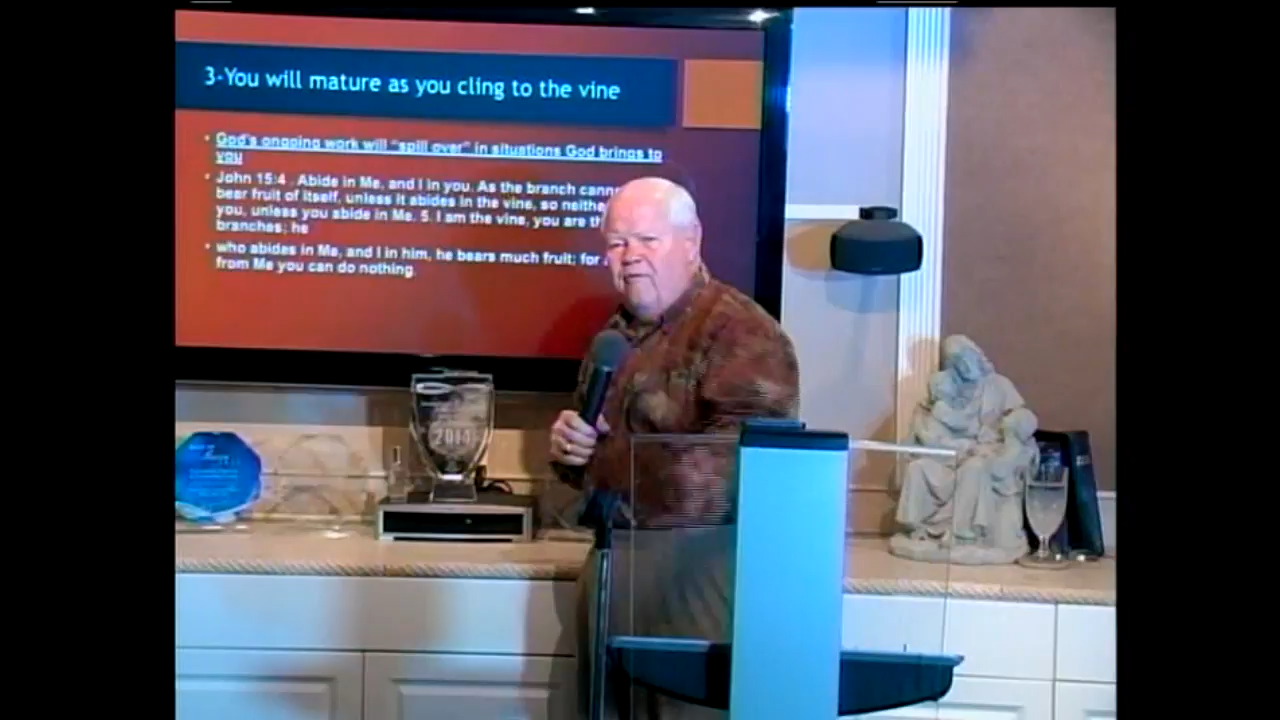 3-You will mature as you cling to the vine
• God's ongoing work will "spill over" in situations God brings to
you
• John 15:4 . Abide in Me, and I in you. As the branch cann
bear fruit of itself, unless it abides in the vine, so neithe
you, unless you abide in Me. 5. I am the vine, you are th
branches; he
• who abides in Me, and I in him, he bears much fruit; for
from Me you can do nothing.
2014